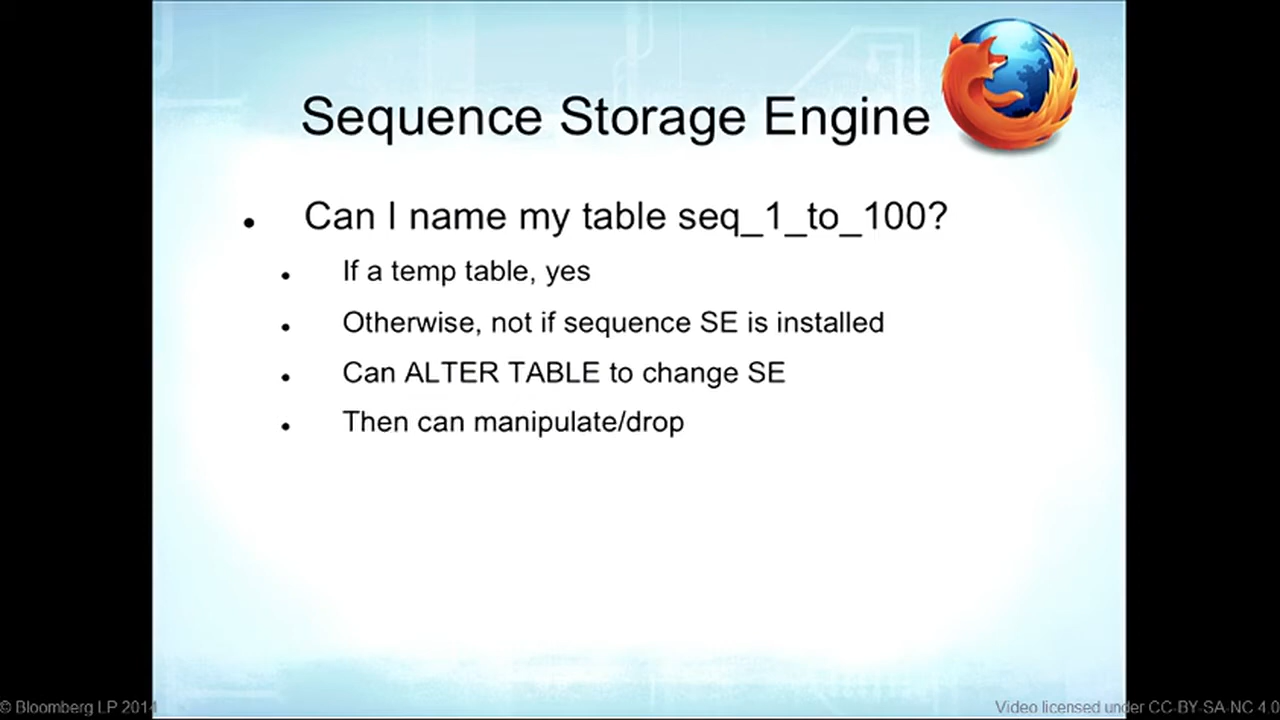 Sequence Storage Engine
• Can I name my table seq_1_to_100?
• If a temp table, yes
• Otherwise, not if sequence SE is installed
• Can ALTER TABLE to change SE
• Then can manipulate/drop
© Bloomberg LP 2014
Video licensed under CC-BY-SA-NC 4.0